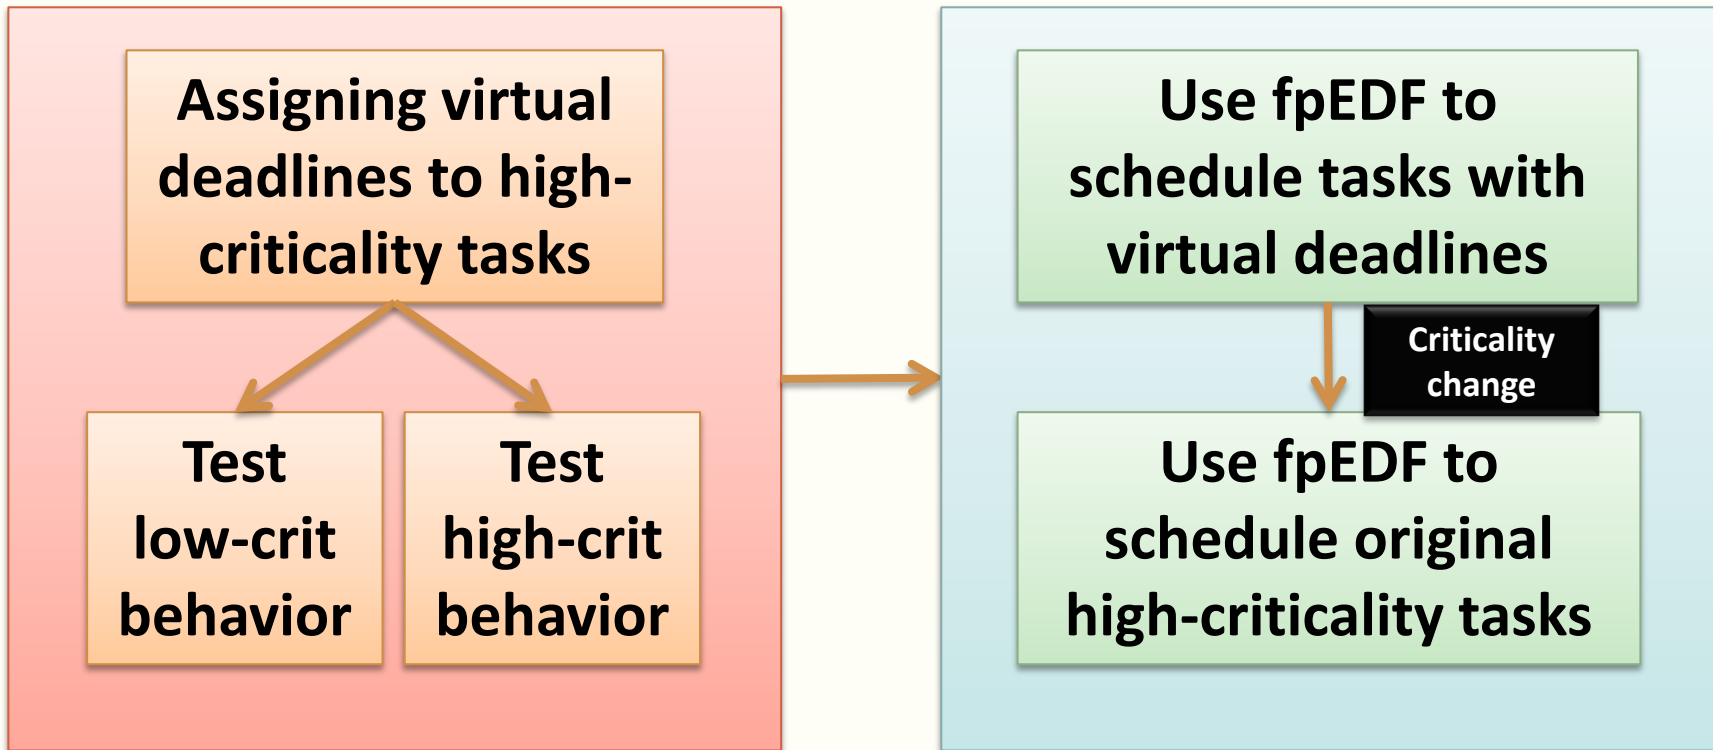 Assigning virtual
deadlines to high-
criticality tasks
Test
low-crit
behavior
Test
high-crit
behavior
Use fpEDF to
schedule tasks with
virtual deadlines
Criticality
change
Use fpEDF to
schedule original
high-criticality tasks